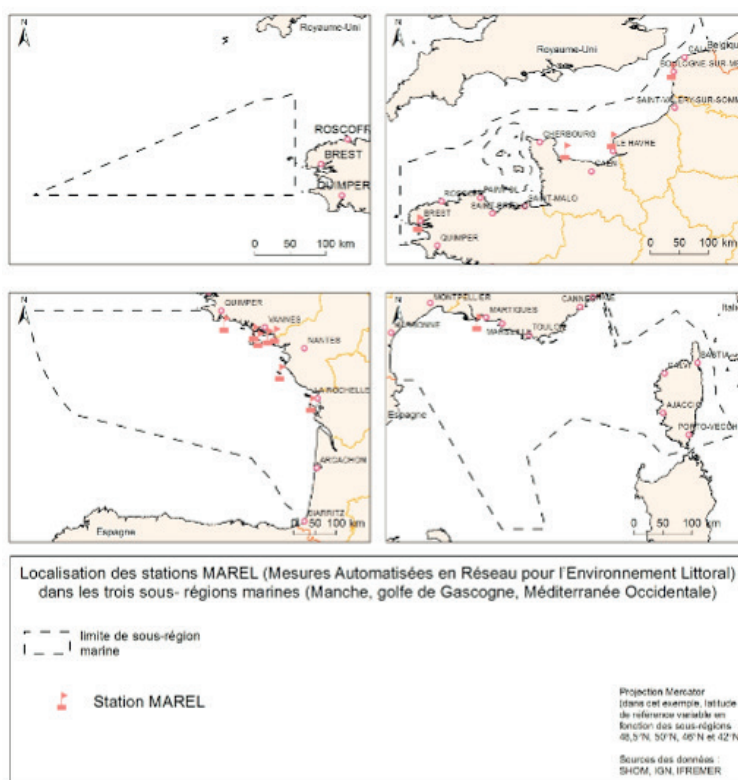 N
Royaume-Uni
ROSCOFF
BREST
QUIMPER
0 50 100 km
N
Royaume-Uni
Belgique
CALAIS
BOULOGNE-SUR-MER
SAINT-VALERY-SUR-SOMME
CHERBOURG
LE HAVRE
CAEN
ROSCOFF
PAIMPOL
SAINT-BRIEUC
SAINT-MALO
BREST
QUIMPER
0 50 100 km
N
QUIMPER
VANNES
NANTES
LA ROCHELLE
ARCACHON
BIARRITZ
Espagne
0 50 100 km
N
MONTPELLIER
MARTIGUES
CANNES
NARBONNE
MARSEILLE
TOULON
Itali
BASTIA
CALVI
Espagne
AJACCIO
PORTO-VECCHI
0 50 100 km
Localisation des stations MAREL (Mesures Automatisées en Réseau pour l'Environnement Littoral)
dans les trois sous- régions marines (Manche, golfe de Gascogne, Méditerranée Occidentale)
limite de sous-région
marine
Station MAREL
Projection Mercator
(dans cet exemple, latitude
de référence variable en
fonction des sous-régions
48,5°N, 50°N, 46°N et 42°N
Sources des données :
SHOM, IGN, IFREMER